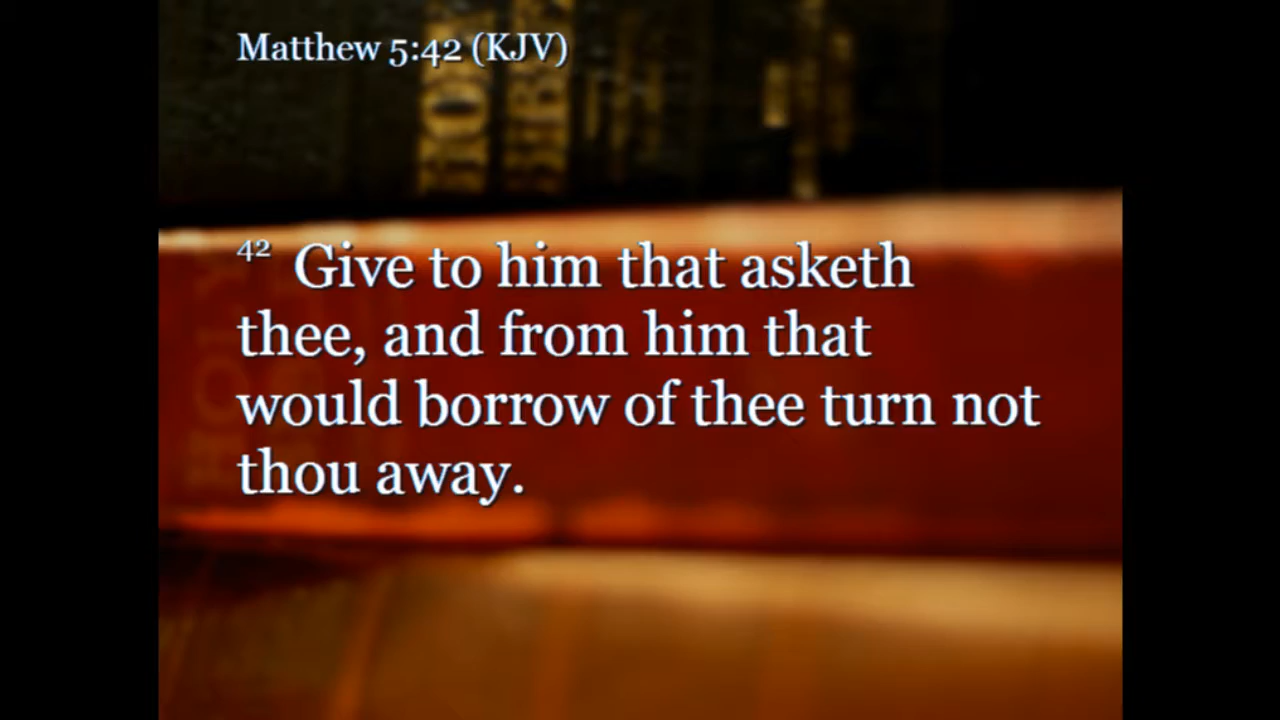 Matthew 5:42 (KJV)
42 Give to him that asketh
thee, and from him that
would borrow of thee turn not
thou away.